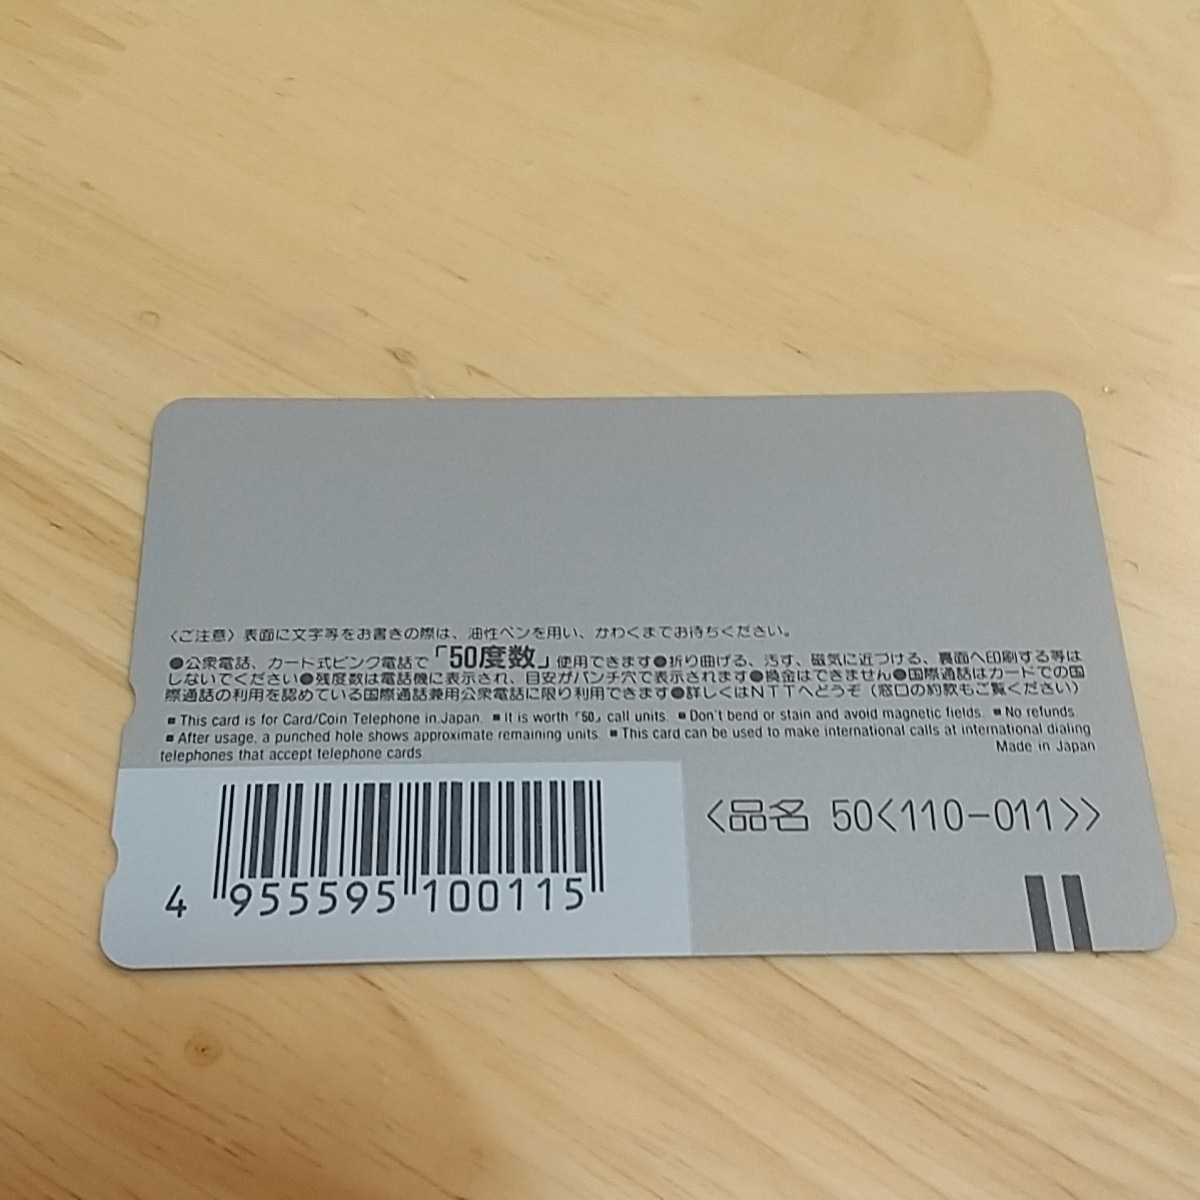 〈ご注意〉表面に文字等をお書きの際は、油性ペンを用い、かわくまでお待ちください。
●公衆電話、カード式ピンク電話で「50度数」使用できます●折り曲げる、汚す、磁気に近づける、裏面へ印刷する等は
しないでください●残度数は電話機に表示され、目安がパンチ穴で表示されます●換金はできません●国際通話はカードでの国
際通話の利用を認めている国際通話兼用公衆電話に限り利用できます●詳しくはNTTへどうぞ(窓口の約款もご覧ください)
■ This card is for Card/Coin Telephone in Japan. ■ It is worth「50」call units. ■ Don't bend or stain and avoid magnetic fields. ■ No refunds.
■ After usage, a punched hole shows approximate remaining units. ■ This card can be used to make international calls at international dialing
telephones that accept telephone cards.
Made in Japan
〈品名 50〈110-011〉〉
4 955595 100115